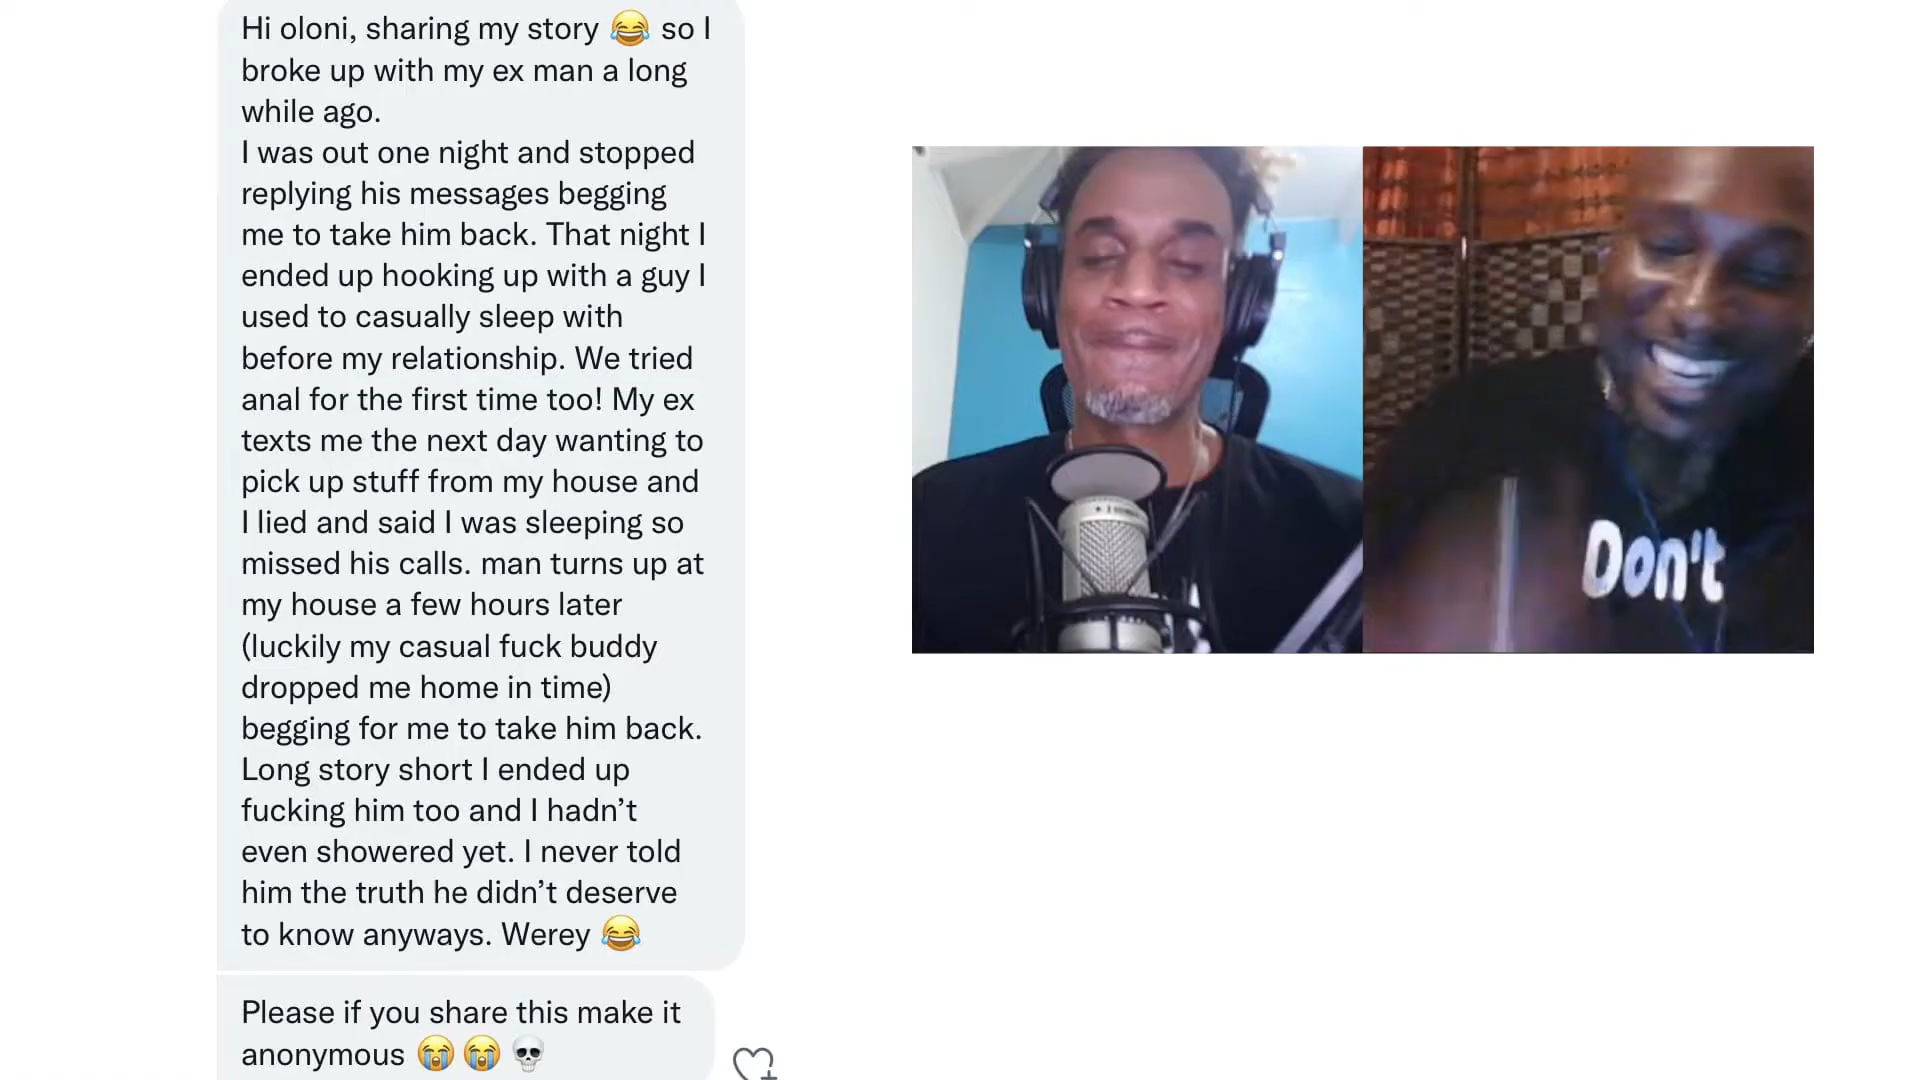 Hi oloni, sharing my story 😂 so I
broke up with my ex man a long
while ago.
I was out one night and stopped
replying his messages begging
me to take him back. That night I
ended up hooking up with a guy I
used to casually sleep with
before my relationship. We tried
anal for the first time too! My ex
texts me the next day wanting to
pick up stuff from my house and
I lied and said I was sleeping so
missed his calls. man turns up at
my house a few hours later
(luckily my casual fuck buddy
dropped me home in time)
begging for me to take him back.
Long story short I ended up
fucking him too and I hadn’t
even showered yet. I never told
him the truth he didn’t deserve
to know anyways. Werey 😂
Please if you share this make it
anonymous 😭😭💀
Don't